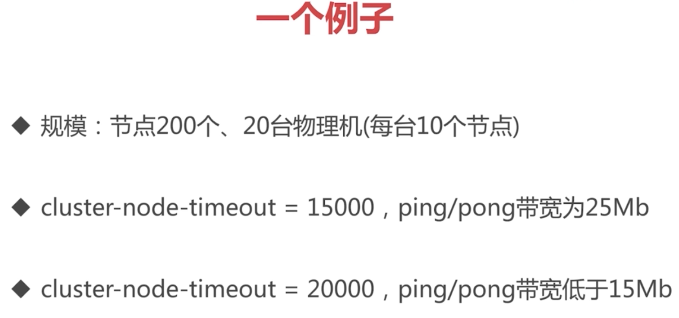 一个例子
◆ 规模：节点200个、20台物理机(每台10个节点)
◆ cluster-node-timeout = 15000，ping/pong带宽为25Mb
◆ cluster-node-timeout = 20000，ping/pong带宽低于15Mb